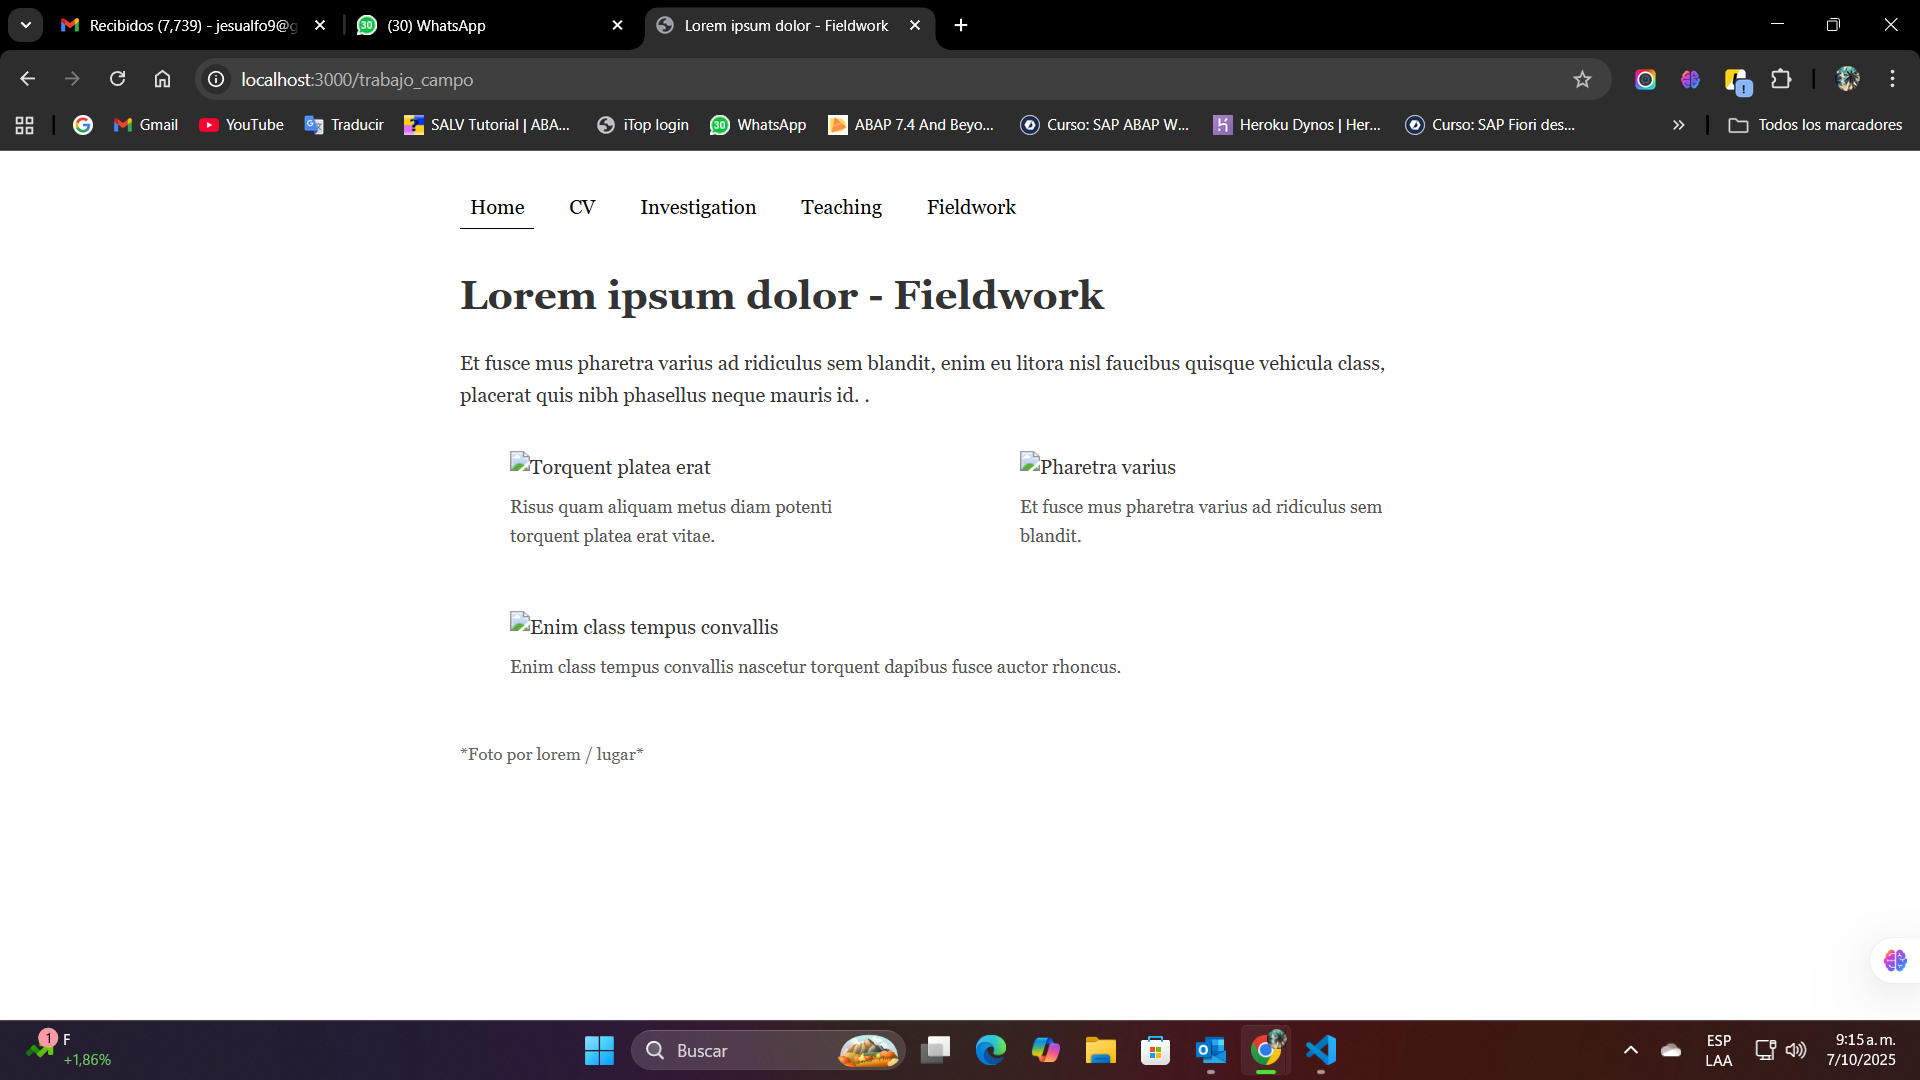 Recibidos (7,739) - jesualfo9@g
(30) WhatsApp
Lorem ipsum dolor - Fieldwork
localhost:3000/trabajo_campo
Gmail
YouTube
Traducir
SALV Tutorial | ABA...
iTop login
30
WhatsApp
ABAP 7.4 And Beyo...
Curso: SAP ABAP W...
Heroku Dynos | Her...
Curso: SAP Fiori des...
Todos los marcadores
Home
CV
Investigation
Teaching
Fieldwork
Lorem ipsum dolor - Fieldwork
Et fusce mus pharetra varius ad ridiculus sem blandit, enim eu litora nisl faucibus quisque vehicula class,
placerat quis nibh phasellus neque mauris id. .
Torquent platea erat
Risus quam aliquam metus diam potenti
torquent platea erat vitae.
Pharetra varius
Et fusce mus pharetra varius ad ridiculus sem
blandit.
Enim class tempus convallis
Enim class tempus convallis nascetur torquent dapibus fusce auctor rhoncus.
*Foto por lorem / lugar*
1
F
+1,86%
Buscar
ESP
LAA
9:15 a. m.
7/10/2025